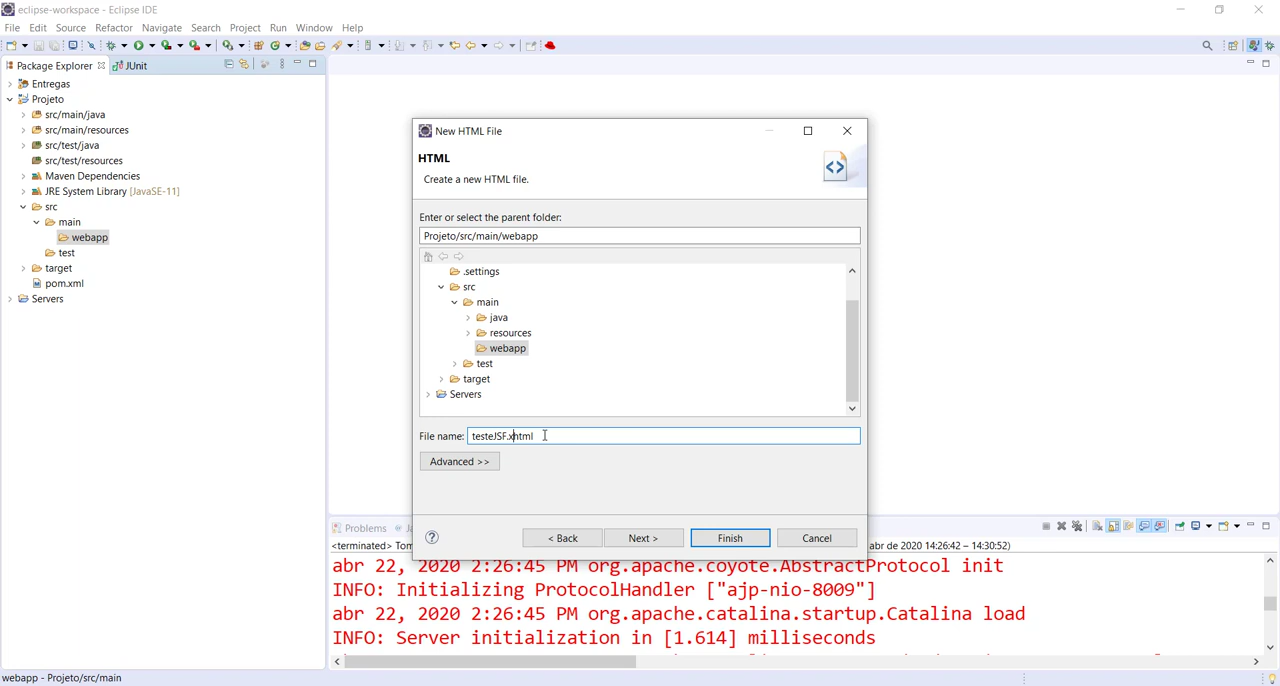 eclipse-workspace - Eclipse IDE
File Edit Source Refactor Navigate Search Project Run Window Help
Package Explorer JUnit
Entregas
Projeto
src/main/java
src/main/resources
src/test/java
src/test/resources
Maven Dependencies
JRE System Library [JavaSE-11]
src
main
webapp
test
target
pom.xml
Servers
New HTML File
HTML
Create a new HTML file.
Enter or select the parent folder:
Projeto/src/main/webapp
.settings
src
main
java
resources
webapp
test
target
Servers
File name: testeJSF.xhtml
Advanced >>
< Back Next > Finish Cancel
Problems
<terminated> Tom abr de 2020 14:26:42 – 14:30:52)
abr 22, 2020 2:26:45 PM org.apache.coyote.AbstractProtocol init
INFO: Initializing ProtocolHandler ["ajp-nio-8009"]
abr 22, 2020 2:26:45 PM org.apache.catalina.startup.Catalina load
INFO: Server initialization in [1.614] milliseconds
webapp - Projeto/src/main